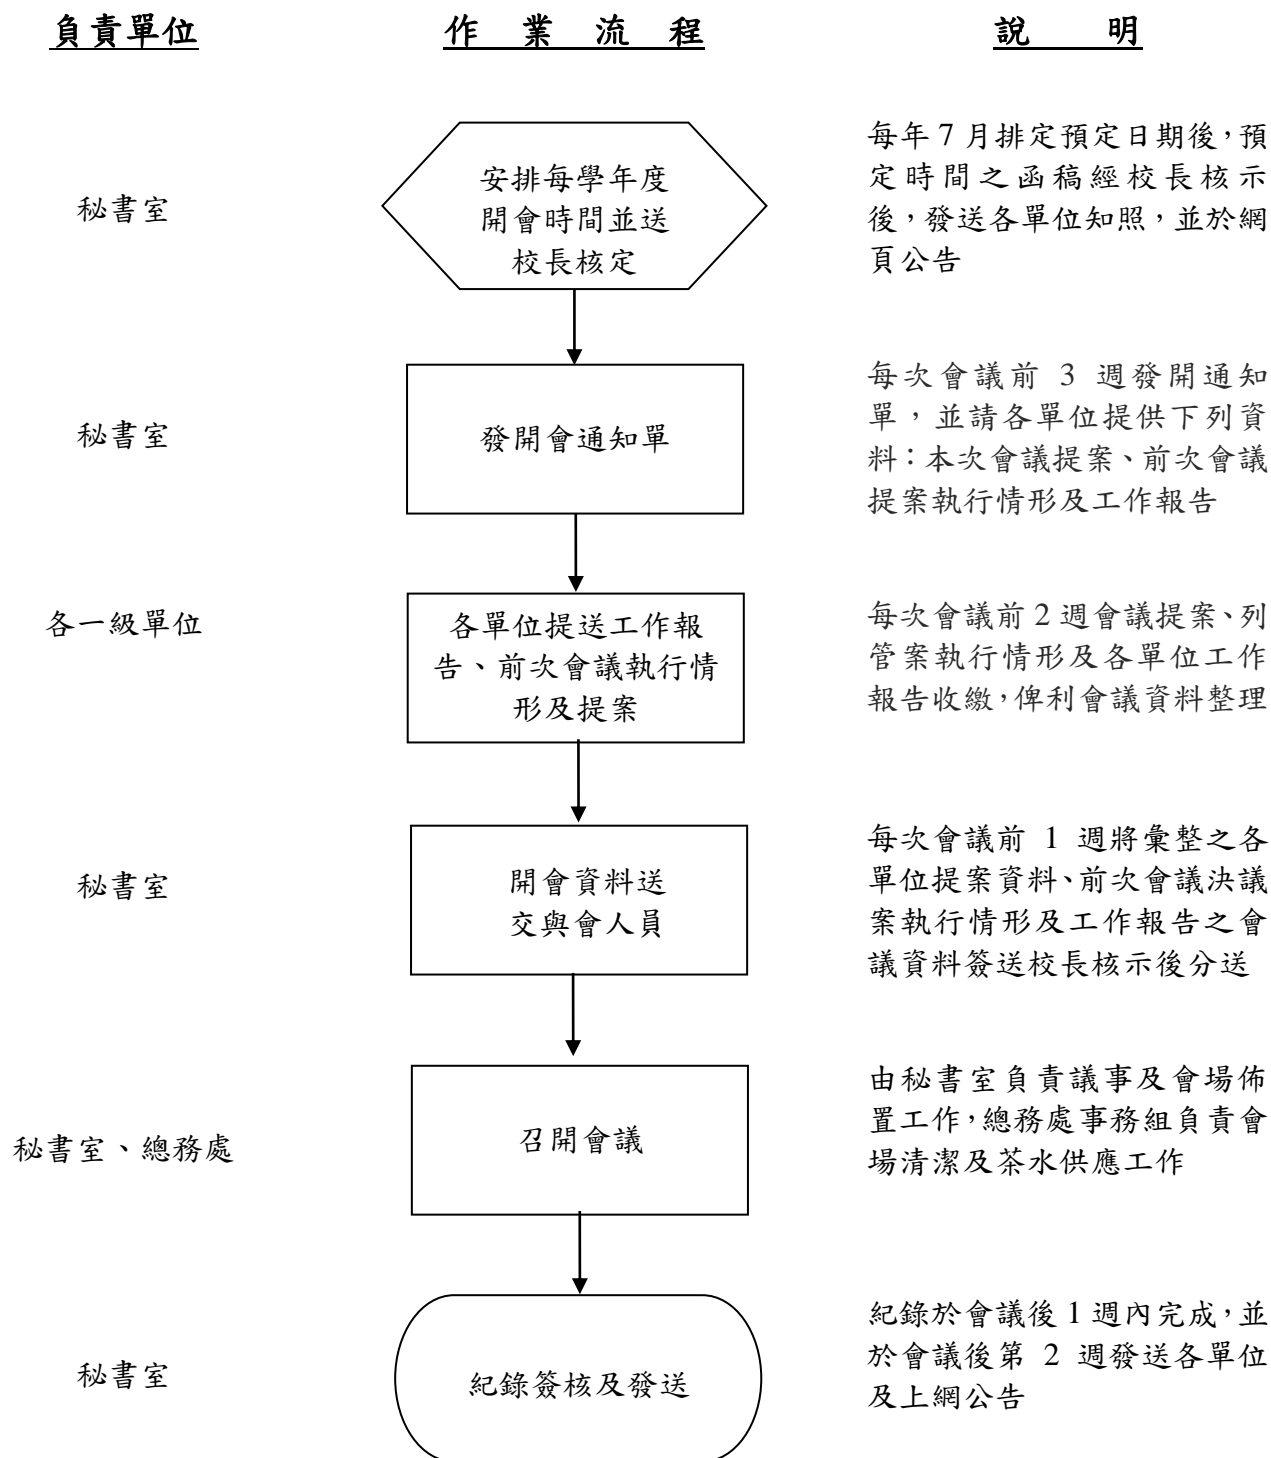 負責單位
作業流程
說明
秘書室
安排每學年度
開會時間並送
校長核定
每年7月排定預定日期後，預
定時間之函稿經校長核示
後，發送各單位知照，並於網
頁公告
秘書室
發開會通知單
每次會議前 3 週發開通知
單，並請各單位提供下列資
料：本次會議提案、前次會議
提案執行情形及工作報告
各一級單位
各單位提送工作報
告、前次會議執行情
形及提案
每次會議前2週會議提案、列
管案執行情形及各單位工作
報告收繳，俾利會議資料整理
秘書室
開會資料送
交與會人員
每次會議前 1 週將彙整之各
單位提案資料、前次會議決議
案執行情形及工作報告之會
議資料簽送校長核示後分送
秘書室、總務處
召開會議
由秘書室負責議事及會場佈
置工作，總務處事務組負責會
場清潔及茶水供應工作
秘書室
紀錄簽核及發送
紀錄於會議後1週內完成，並
於會議後第 2 週發送各單位
及上網公告